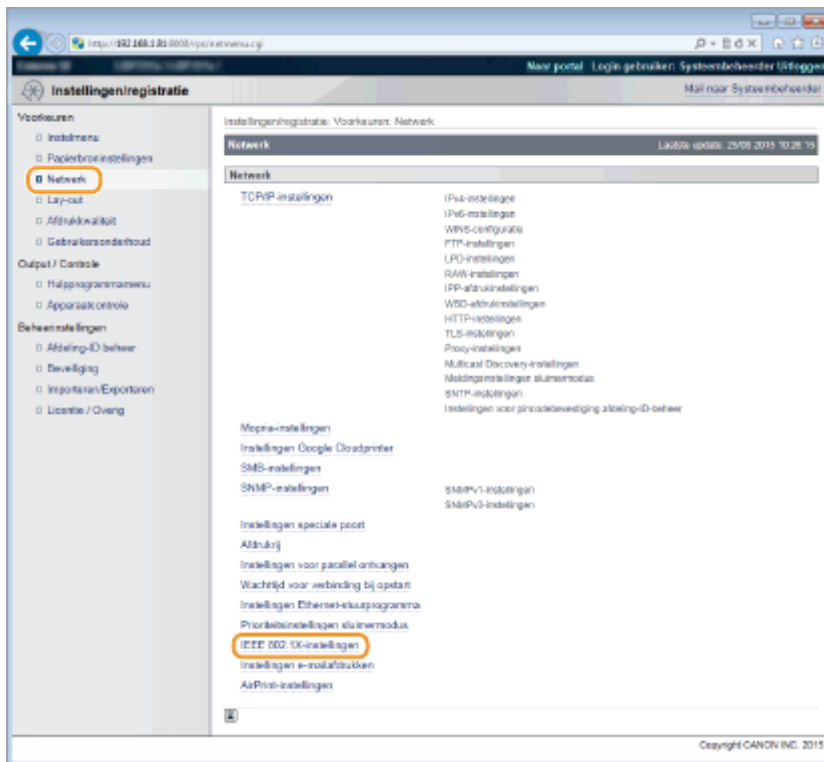 Naar portal Login gebruiker: Systeembeheerder Uitloggen
Instellingen/registratie
Mail naar Systeembeheerder
Voorkeuren
Instelmenu
Papierbroninstellingen
Netwerk
Lay-out
Afdrukkwaliteit
Gebruikersonderhoud
Output / Controle
Hulpprogrammamenu
Apparaatcontrole
Beheerinstellingen
Afdeling-ID beheer
Beveiliging
Importeren/Exporteren
Licentie / Overig
Instellingen/registratie: Voorkeuren: Netwerk
Netwerk
Laatste update: 25/08 2015 10:28:15
Netwerk
TCP/IP-instellingen
IPv4-instellingen
IPv6-instellingen
WINS-configuratie
FTP-instellingen
LPD-instellingen
RAW-instellingen
IPP-afdrukinstellingen
WSD-afdrukinstellingen
HTTP-instellingen
TLS-instellingen
Proxy-instellingen
Multicast Discovery-instellingen
Meldingsinstellingen sluimermodus
SNTP-instellingen
Instellingen voor pincodebevestiging afdeling-ID-beheer
Mopria-instellingen
Instellingen Google Cloudprinter
SMB-instellingen
SNMP-instellingen
SNMPv1-instellingen
SNMPv3-instellingen
Instellingen speciale poort
Afdrukrij
Instellingen voor parallel ontvangen
Wachttijd voor verbinding bij opstart
Instellingen Ethernet-stuurprogramma
Prioriteitsinstellingen sluimermodus
IEEE 802.1X-instellingen
Instellingen e-mailafdrukken
AirPrint-instellingen
Copyright CANON INC. 2015